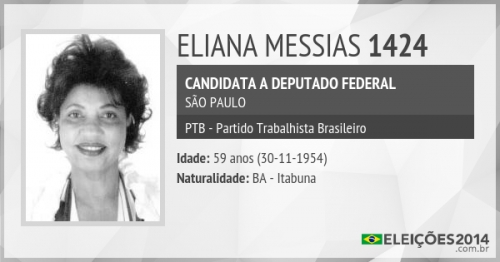 ELIANA MESSIAS 1424
CANDIDATA A DEPUTADO FEDERAL
SÃO PAULO
PTB - Partido Trabalhista Brasileiro
Idade: 59 anos (30-11-1954)
Naturalidade: BA - Itabuna
ELEIÇÕES2014
.com.br